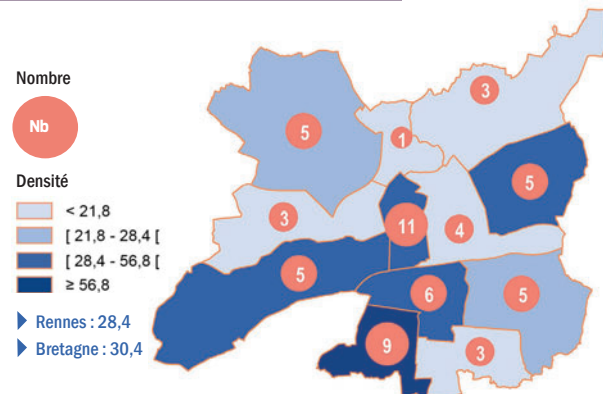 Nombre
Nb
Densité
< 21,8
[ 21,8 - 28,4 [
[ 28,4 - 56,8 [
≥ 56,8
Rennes : 28,4
Bretagne : 30,4
3
5
1
5
3
11
4
5
6
5
9
3